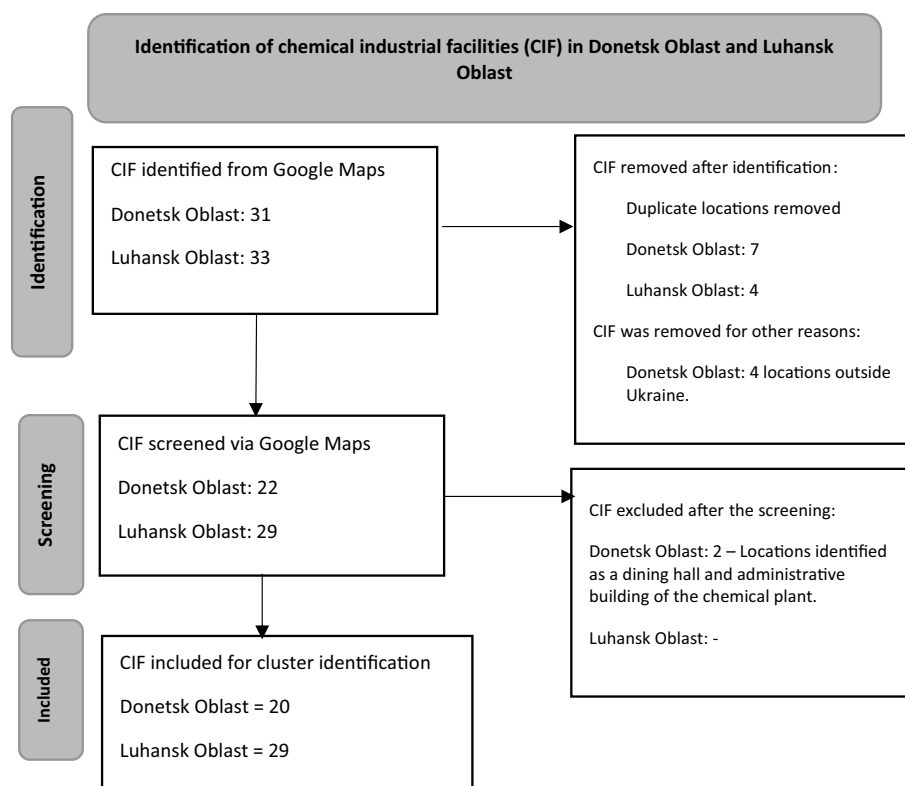 Identification of chemical industrial facilities (CIF) in Donetsk Oblast and Luhansk
Oblast
Identification
CIF identified from Google Maps
Donetsk Oblast: 31
Luhansk Oblast: 33
CIF removed after identification:
Duplicate locations removed
Donetsk Oblast: 7
Luhansk Oblast: 4
CIF was removed for other reasons:
Donetsk Oblast: 4 locations outside
Ukraine.
Screening
CIF screened via Google Maps
Donetsk Oblast: 22
Luhansk Oblast: 29
CIF excluded after the screening:
Donetsk Oblast: 2 – Locations identified
as a dining hall and administrative
building of the chemical plant.
Luhansk Oblast: -
Included
CIF included for cluster identification
Donetsk Oblast = 20
Luhansk Oblast = 29